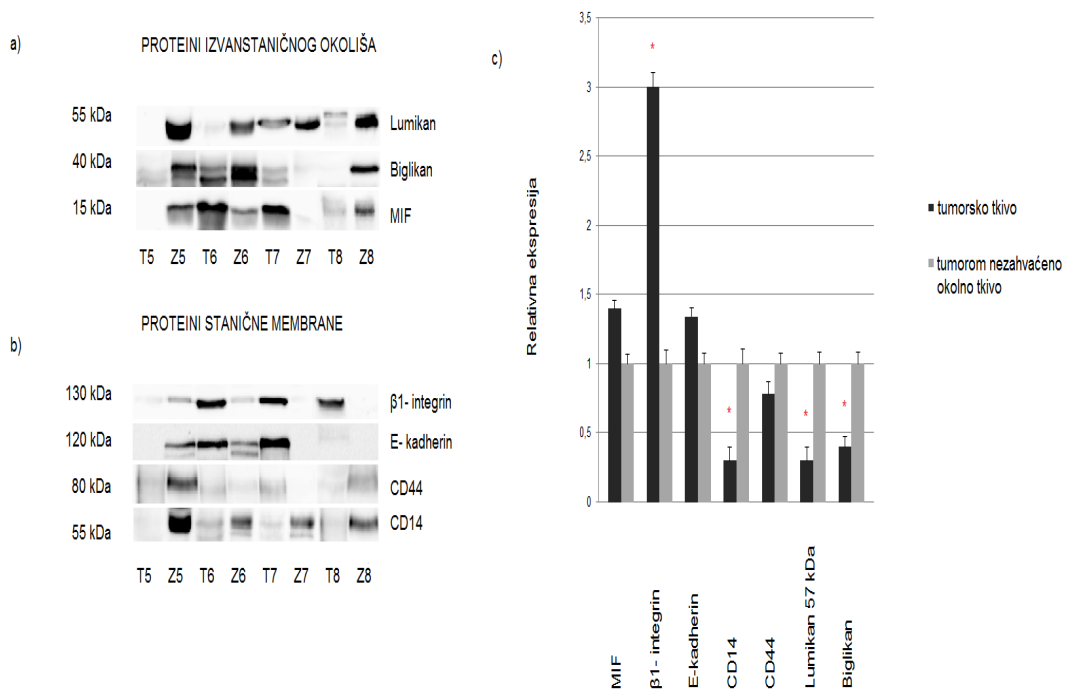 a)
PROTEINI IZVANSTANIČNOG OKOLIŠA
55 kDa
Lumikan
40 kDa
Biglikan
15 kDa
MIF
T5 Z5 T6 Z6 T7 Z7 T8 Z8
b)
PROTEINI STANIČNE MEMBRANE
130 kDa
β1- integrin
120 kDa
E- kadherin
80 kDa
CD44
55 kDa
CD14
T5 Z5 T6 Z6 T7 Z7 T8 Z8
c)
Relativna ekspresija
3,5
3
2,5
2
1,5
1
0,5
0
*
*
*
*
MIF
β1- integrin
E-kadherin
CD14
CD44
Lumikan 57 kDa
Biglikan
tumorsko tkivo
tumorom nezahvaćeno
okolno tkivo